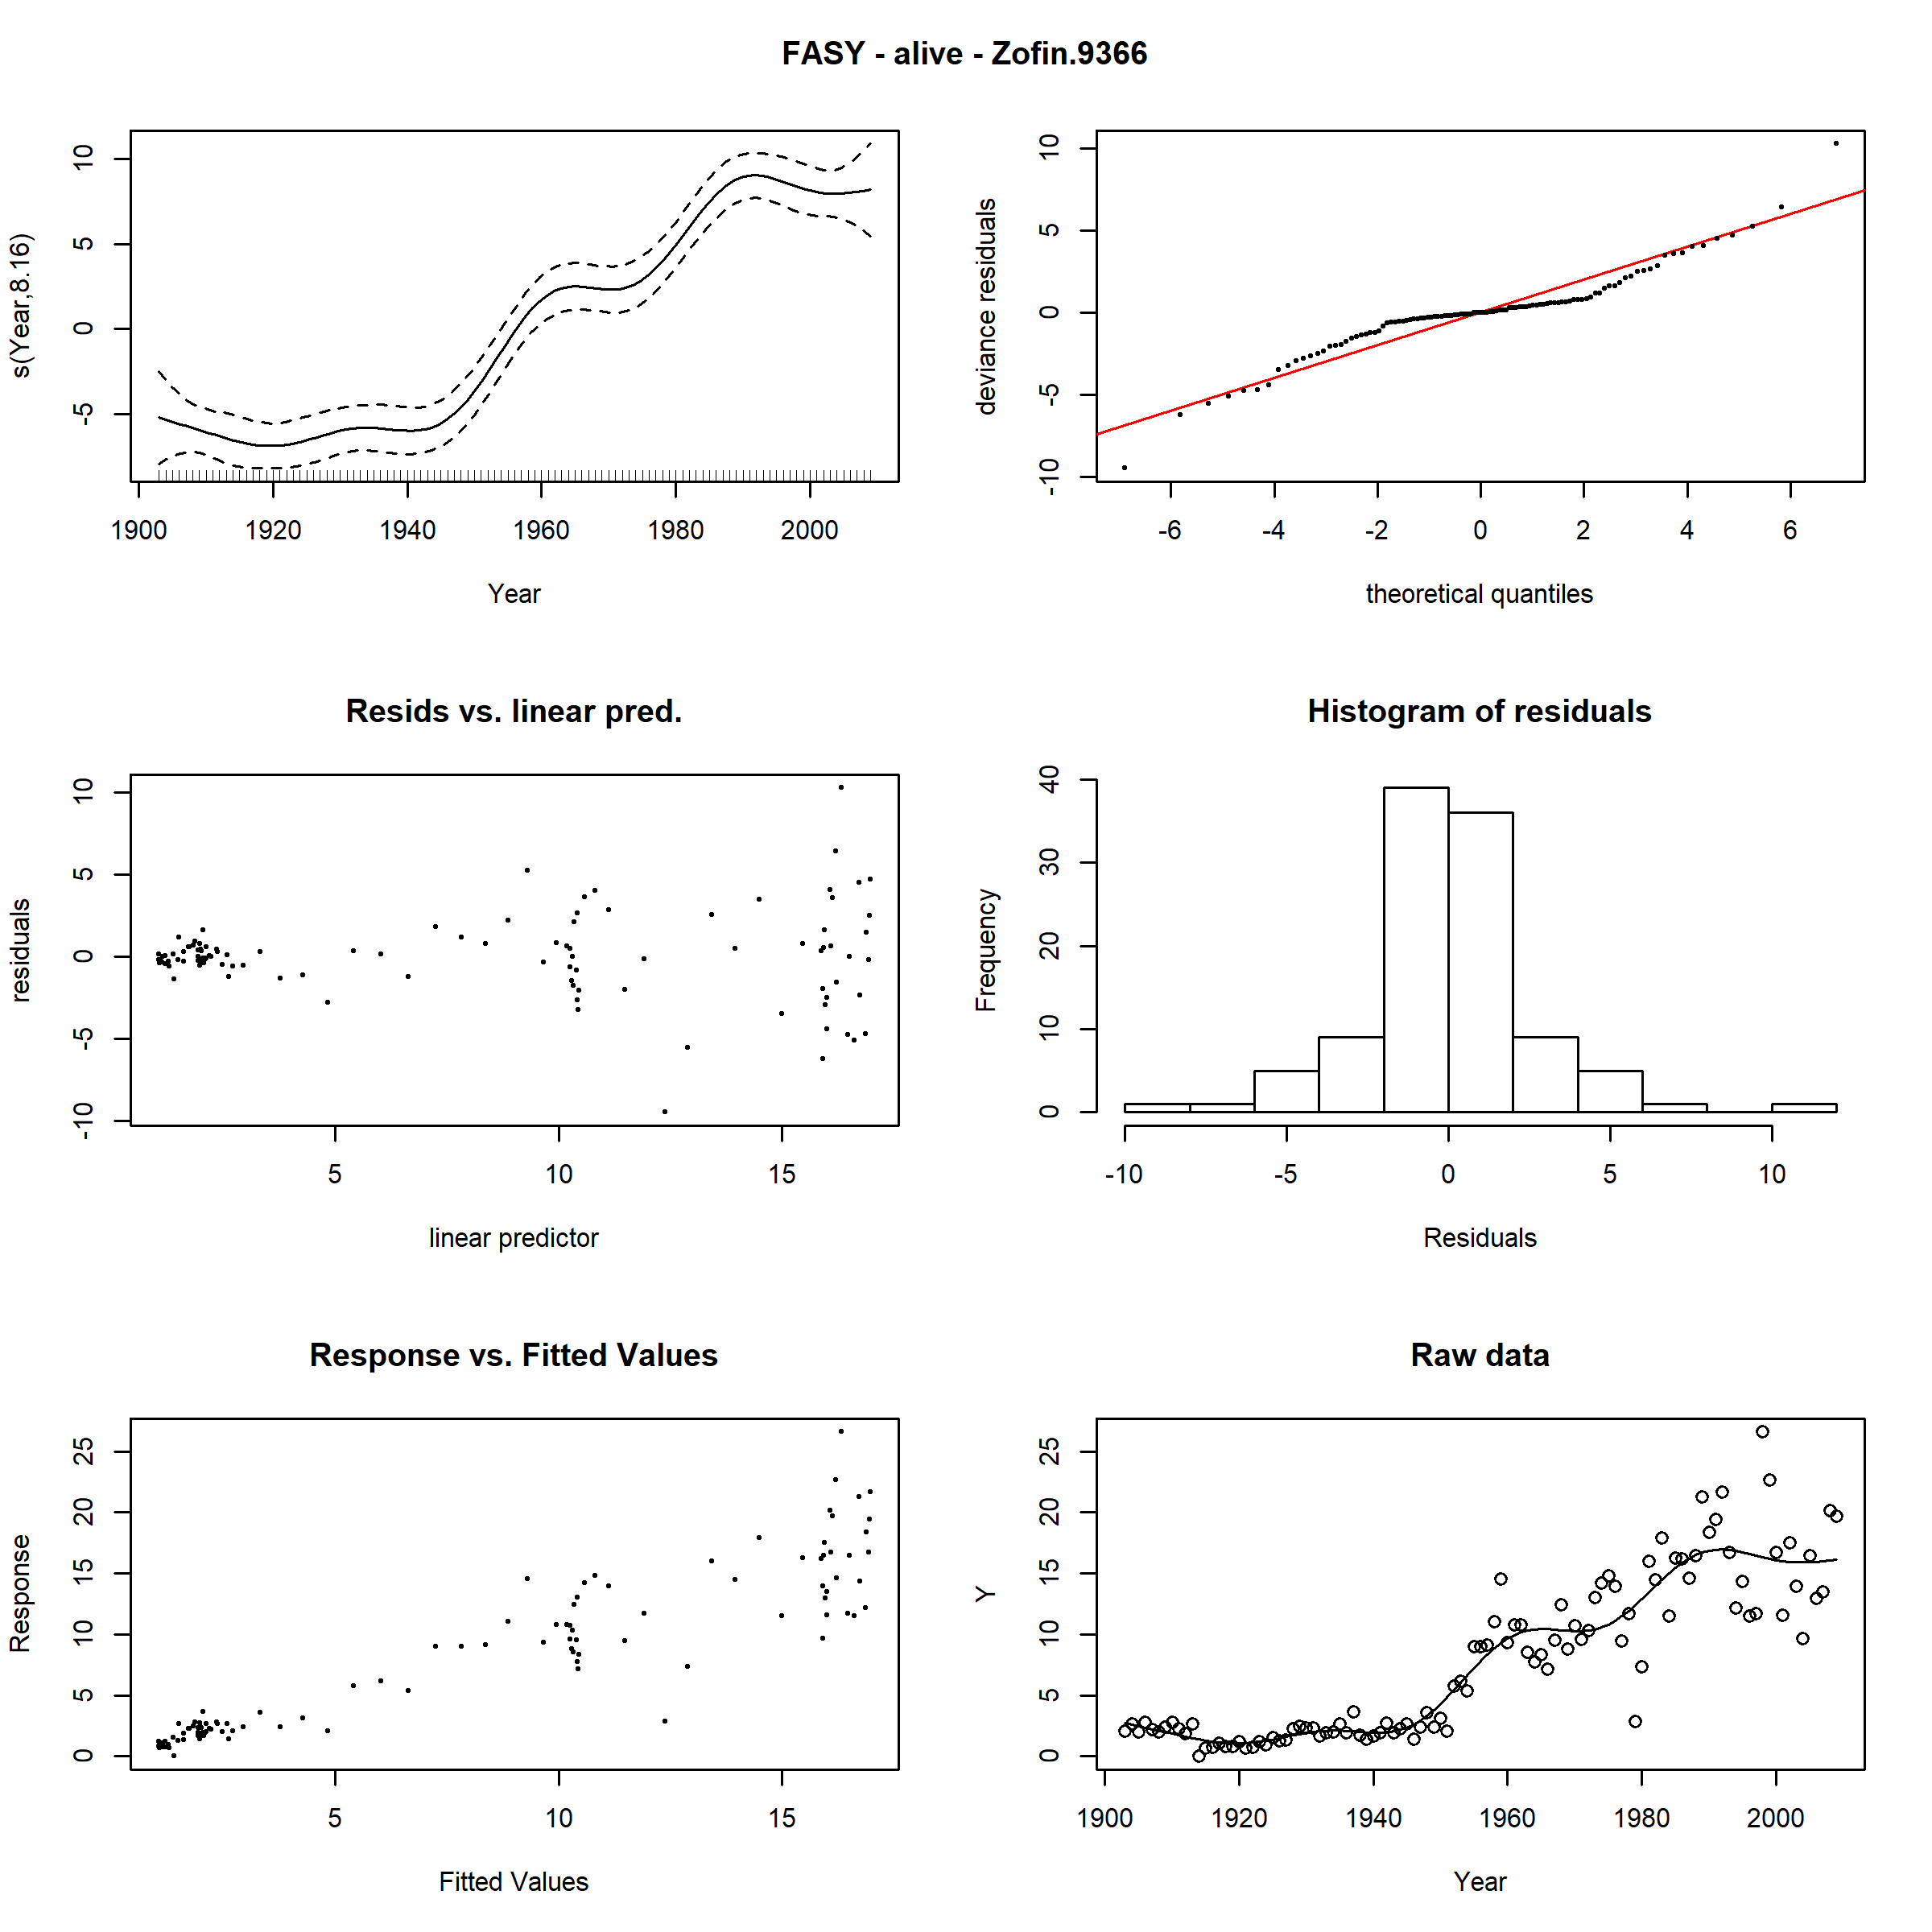 FASY - alive - Zofin.9366
s(Year,8.16)
10
5
0
-5
1900 1920 1940 1960 1980 2000
Year
deviance residuals
10
5
0
-5
-10
-6 -4 -2 0 2 4 6
theoretical quantiles
Resids vs. linear pred.
residuals
10
5
0
-5
-10
5 10 15
linear predictor
Histogram of residuals
Frequency
40
30
20
10
0
-10 -5 0 5 10
Residuals
Response vs. Fitted Values
Response
25
20
15
10
5
0
5 10 15
Fitted Values
Raw data
Y
25
20
15
10
5
0
1900 1920 1940 1960 1980 2000
Year